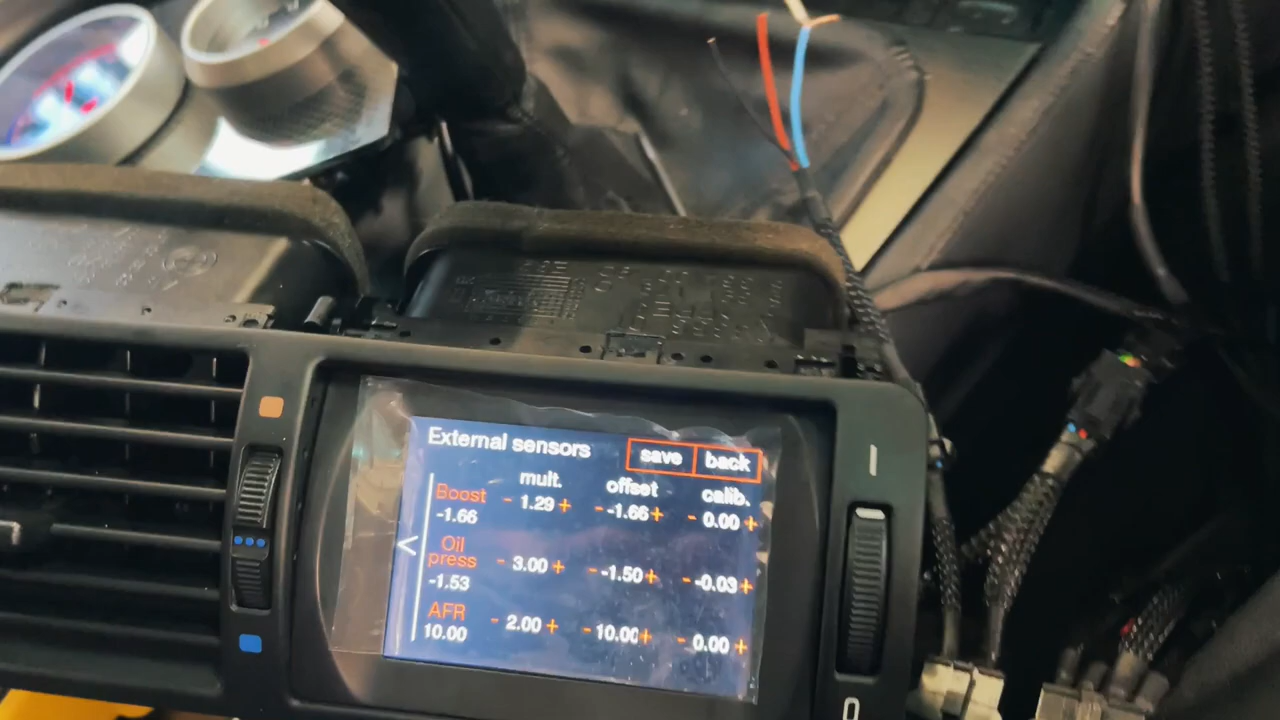 External sensors save back
mult. offset calib.
Boost - 1.29 + - -1.66 + - 0.00 +
-1.66
<
Oil
press - 3.00 + - -1.50 + - -0.03 +
-1.53
AFR - 2.00 + - 10.00 + - 0.00 +
10.00